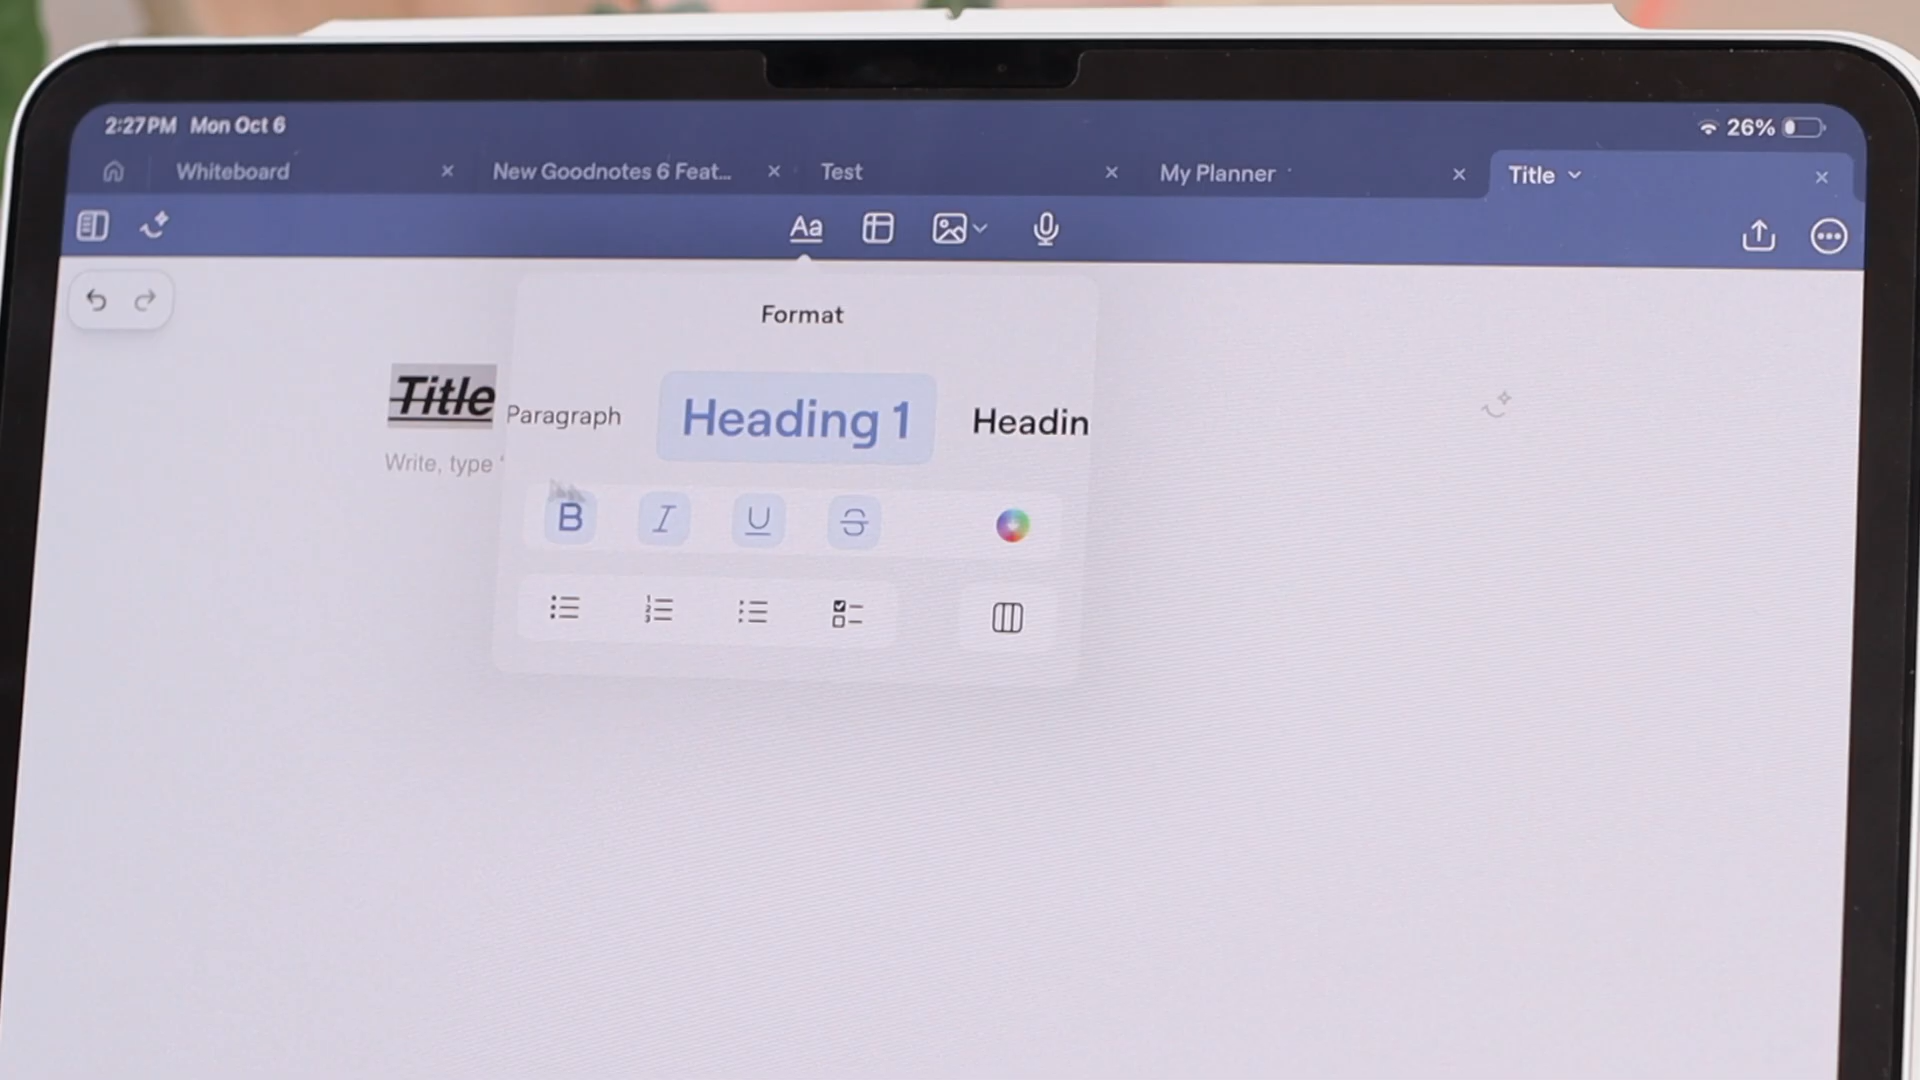 2:27 PM Mon Oct 6
26%
Whiteboard
New Goodnotes 6 Feat...
Test
My Planner
Title
Aa
Format
Title
Paragraph
Heading 1
Headin
Write, type ‘
B I U S